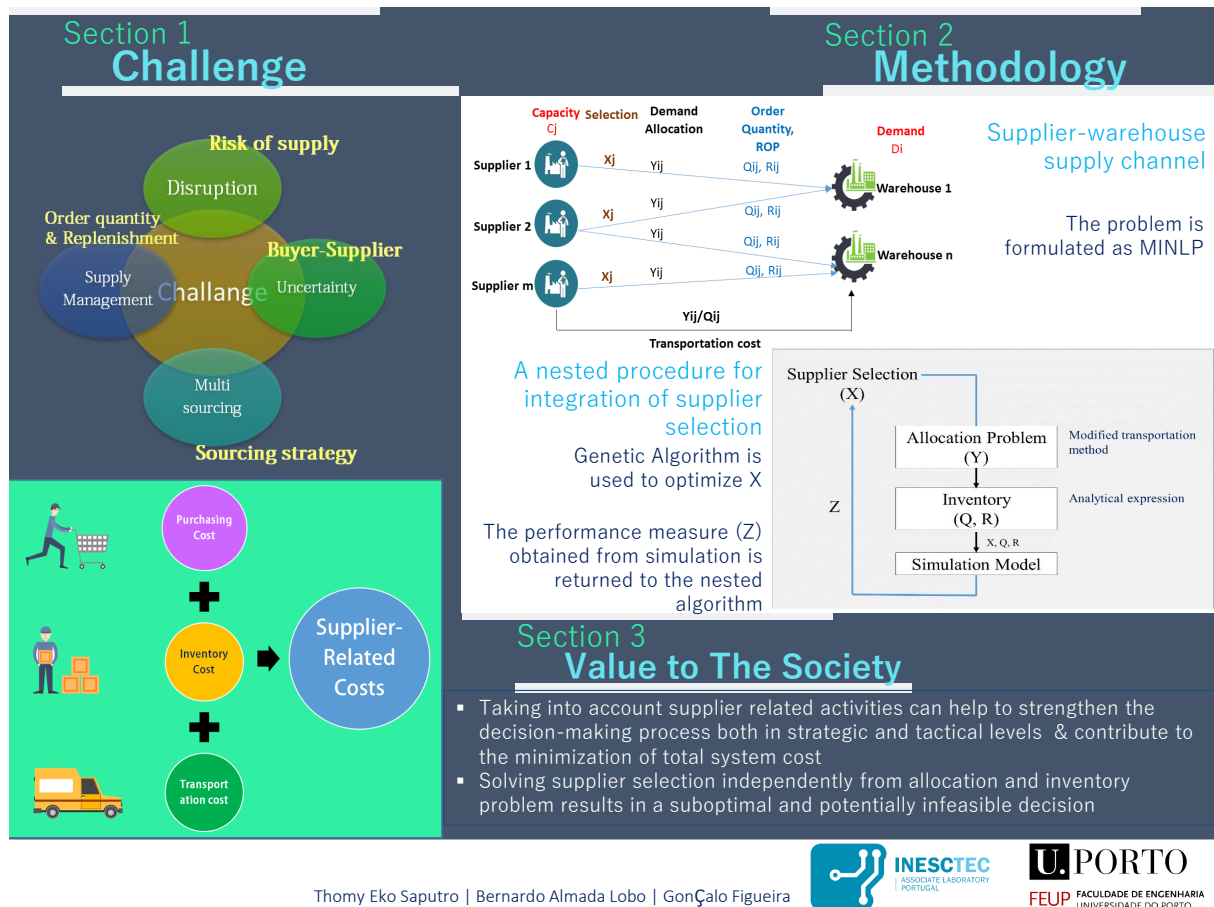 Section 1
Challenge
Risk of supply
Disruption
Order quantity
& Replenishment
Buyer-Supplier
Supply
Management
Challange
Uncertainty
Multi
sourcing
Sourcing strategy
Purchasing
Cost
Inventory
Cost
Transport
ation cost
Supplier-
Related
Costs
Section 2
Methodology
Capacity
Cj
Selection
Demand
Allocation
Order
Quantity,
ROP
Demand
Di
Supplier 1
Xj
Yij
Qij, Rij
Warehouse 1
Yij
Qij, Rij
Supplier 2
Xj
Yij
Qij, Rij
Warehouse n
Supplier m
Xj
Yij
Qij, Rij
Yij/Qij
Transportation cost
Supplier-warehouse
supply channel
The problem is
formulated as MINLP
A nested procedure for
integration of supplier
selection
Genetic Algorithm is
used to optimize X
The performance measure (Z)
obtained from simulation is
returned to the nested
algorithm
Supplier Selection
(X)
Allocation Problem
(Y)
Modified transportation
method
Z
Inventory
(Q, R)
Analytical expression
X, Q, R
Simulation Model
Section 3
Value to The Society
▪ Taking into account supplier related activities can help to strengthen the
decision-making process both in strategic and tactical levels & contribute to
the minimization of total system cost
▪ Solving supplier selection independently from allocation and inventory
problem results in a suboptimal and potentially infeasible decision
Thomy Eko Saputro | Bernardo Almada Lobo | GonÇalo Figueira
INESCTEC
ASSOCIATE LABORATORY
PORTUGAL
U. PORTO
FEUP FACULDADE DE ENGENHARIA
UNIVERSIDADE DO PORTO